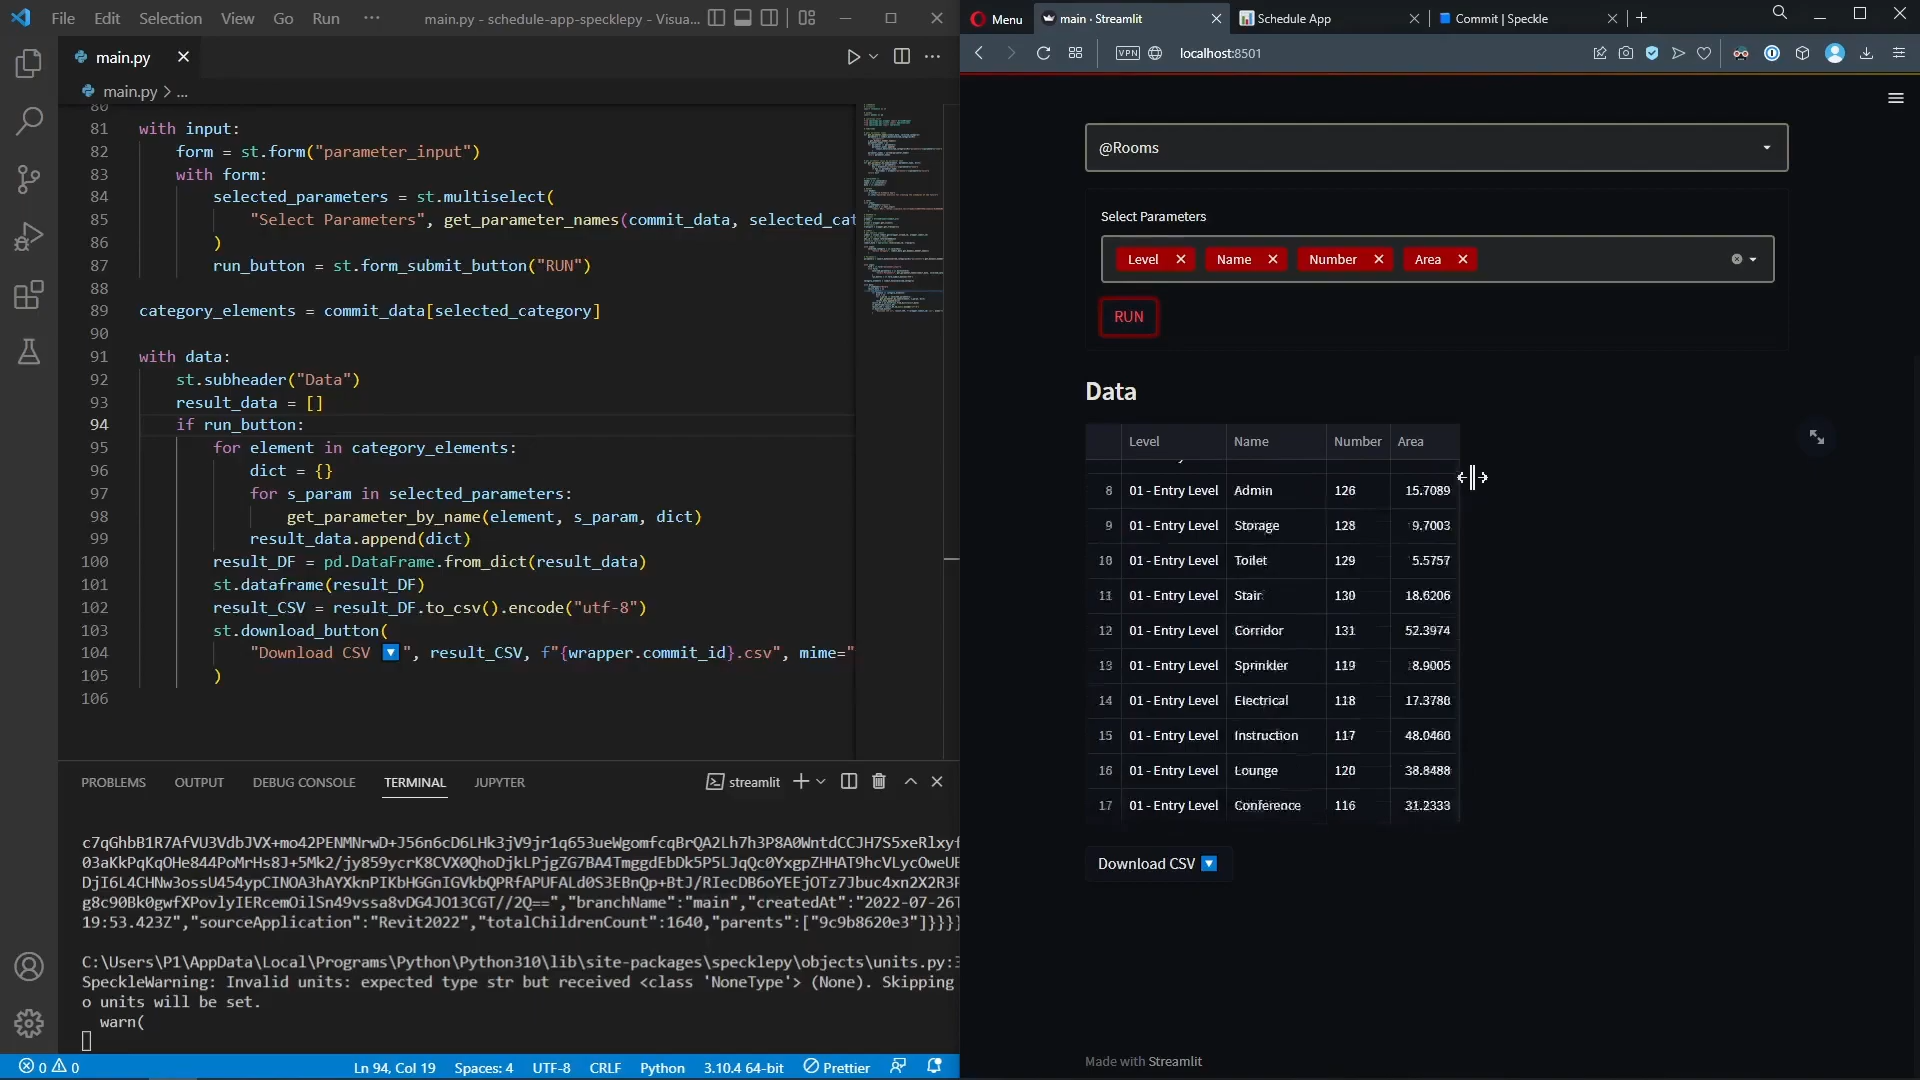 File Edit Selection View Go Run ··· main.py - schedule-app-specklepy - Visua...
main.py
main.py > ...
80
81 with input:
82 form = st.form("parameter_input")
83 with form:
84 selected_parameters = st.multiselect(
85 "Select Parameters", get_parameter_names(commit_data, selected_cat
86 )
87 run_button = st.form_submit_button("RUN")
88
89 category_elements = commit_data[selected_category]
90
91 with data:
92 st.subheader("Data")
93 result_data = []
94 if run_button:
95 for element in category_elements:
96 dict = {}
97 for s_param in selected_parameters:
98 get_parameter_by_name(element, s_param, dict)
99 result_data.append(dict)
100 result_DF = pd.DataFrame.from_dict(result_data)
101 st.dataframe(result_DF)
102 result_CSV = result_DF.to_csv().encode("utf-8")
103 st.download_button(
104 "Download CSV 🔽", result_CSV, f"{wrapper.commit_id}.csv", mime="
105 )
106
PROBLEMS OUTPUT DEBUG CONSOLE TERMINAL JUPYTER streamlit
c7qGhbB1R7AfVU3VdbJVX+mo42PENMNrwD+J56n6cD6LHk3jV9jr1q653ueWgomfcqBrQA2Lh7h3P8A0WntdCCJH7S5xeRlxyf
03aKkPqKqOHe844PoMrHs8J+5Mk2/jy859ycrK8CVX0QhoDjkLPjgZG7BA4TmggdEbDk5P5LJqQc0YxgpZHHAT9hcVLycOweUE
DjI6L4CHNw3ossU454ypCINOA3hAYXknPIKbHGGnIGVkbQPRfAPUFALd0S3EBnQp+BtJ/RIecDB6oYEEjOTz7Jbuc4xn2X2R3P
g8c90Bk0gwfXPovlyIERcemOilSn49vssa8vDG4JO13CGT//2Q==","branchName":"main","createdAt":"2022-07-26T
19:53.423Z","sourceApplication":"Revit2022","totalChildrenCount":1640,"parents":["9c9b8620e3"]}}}}
C:\Users\P1\AppData\Local\Programs\Python\Python310\lib\site-packages\specklepy\objects\units.py:3
SpeckleWarning: Invalid units: expected type str but received <class 'NoneType'> (None). Skipping
o units will be set.
warn(
0 0 Ln 94, Col 19 Spaces: 4 UTF-8 CRLF Python 3.10.4 64-bit Prettier
Menu main · Streamlit Schedule App Commit | Speckle
VPN localhost:8501
@Rooms
Select Parameters
Level Name Number Area
RUN
Data
Level Name Number Area
8 01 - Entry Level Admin 126 15.7089
9 01 - Entry Level Storage 128 9.7003
10 01 - Entry Level Toilet 129 5.5757
11 01 - Entry Level Stair 130 18.6206
12 01 - Entry Level Corridor 131 52.3974
13 01 - Entry Level Sprinkler 119 8.9005
14 01 - Entry Level Electrical 118 17.3780
15 01 - Entry Level Instruction 117 48.0460
16 01 - Entry Level Lounge 120 38.8488
17 01 - Entry Level Conference 116 31.2333
Download CSV 🔽
Made with Streamlit